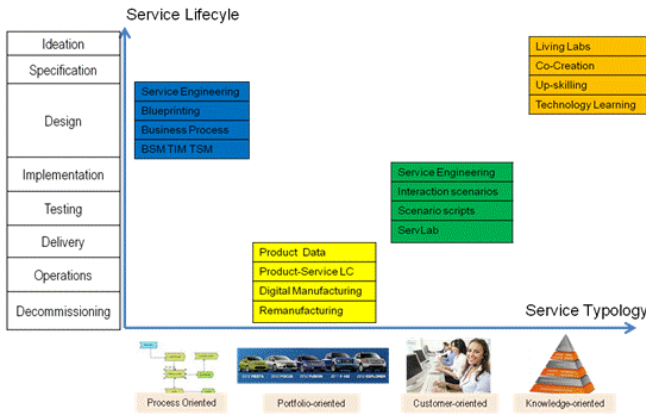 Service Lifecyle
Ideation
Specification
Design
Implementation
Testing
Delivery
Operations
Decommissioning
Service Engineering
Blueprinting
Business Process
BSM TIM TSM
Product Data
Product-Service LC
Digital Manufacturing
Remanufacturing
Service Engineering
Interaction scenarios
Scenario scripts
ServLab
Living Labs
Co-Creation
Up-skilling
Technology Learning
Service Typology
Process Oriented
Portfolio-oriented
Customer-oriented
Knowledge-oriented